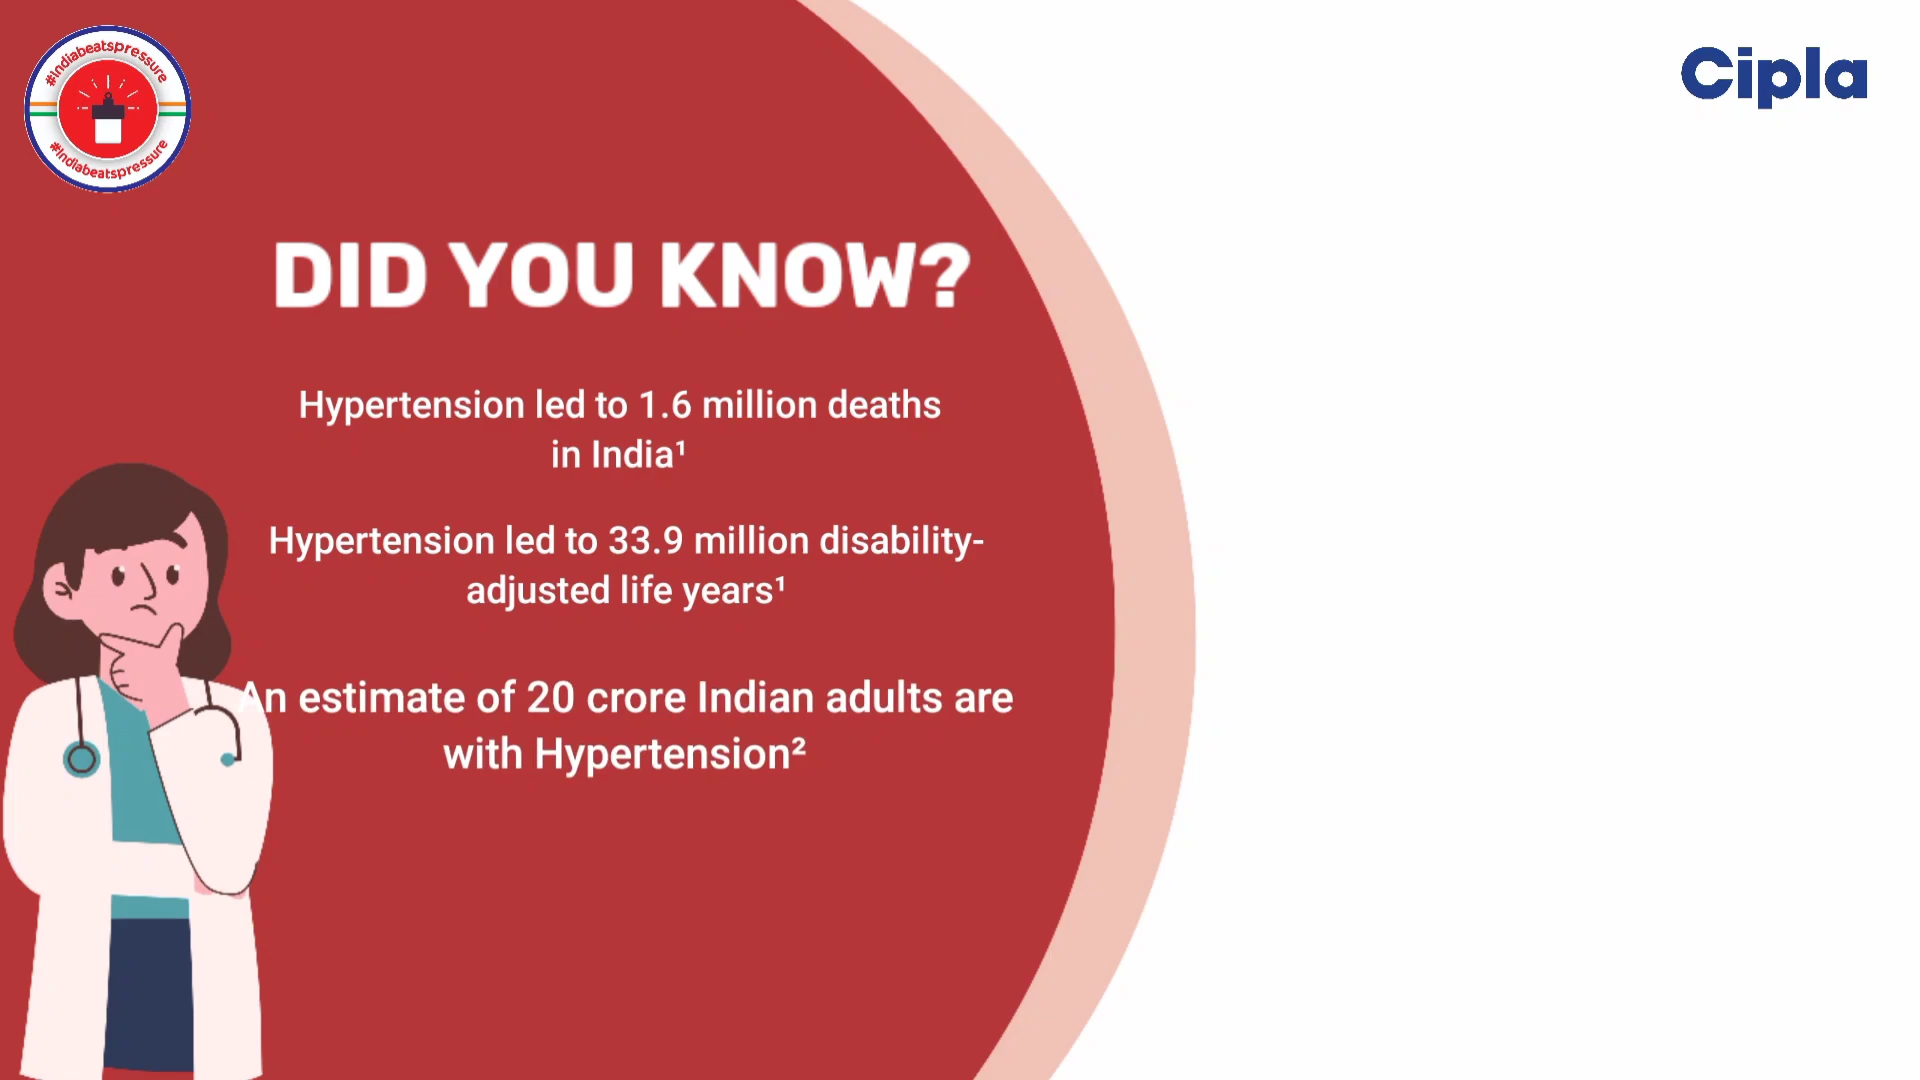 #Indiabeatspressure
#Indiabeatspressure
Cipla
DID YOU KNOW?
Hypertension led to 1.6 million deaths
in India¹
Hypertension led to 33.9 million disability-
adjusted life years¹
An estimate of 20 crore Indian adults are
with Hypertension²